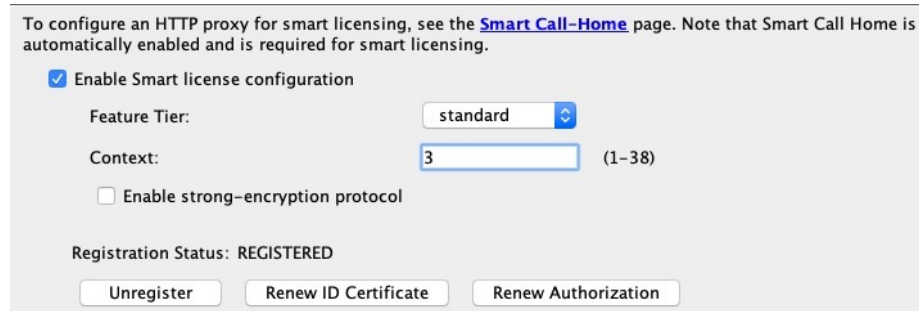 To configure an HTTP proxy for smart licensing, see the Smart Call-Home page. Note that Smart Call Home is
automatically enabled and is required for smart licensing.
Enable Smart license configuration
Feature Tier: standard
Context: 3 (1-38)
Enable strong-encryption protocol
Registration Status: REGISTERED
Unregister Renew ID Certificate Renew Authorization